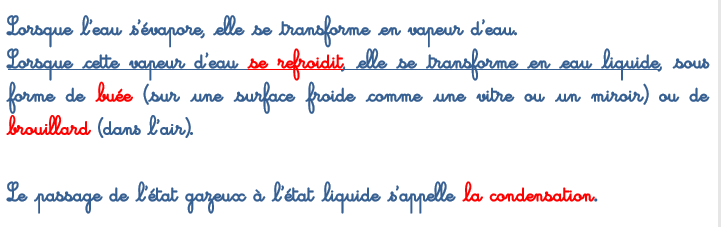 Lorsque l'eau s'évapore, elle se transforme en vapeur d'eau.
Lorsque cette vapeur d'eau se refroidit, elle se transforme en eau liquide, sous
forme de buée (sur une surface froide comme une vitre ou un miroir) ou de
brouillard (dans l'air).
Le passage de l'état gazeux à l'état liquide s'appelle la condensation.